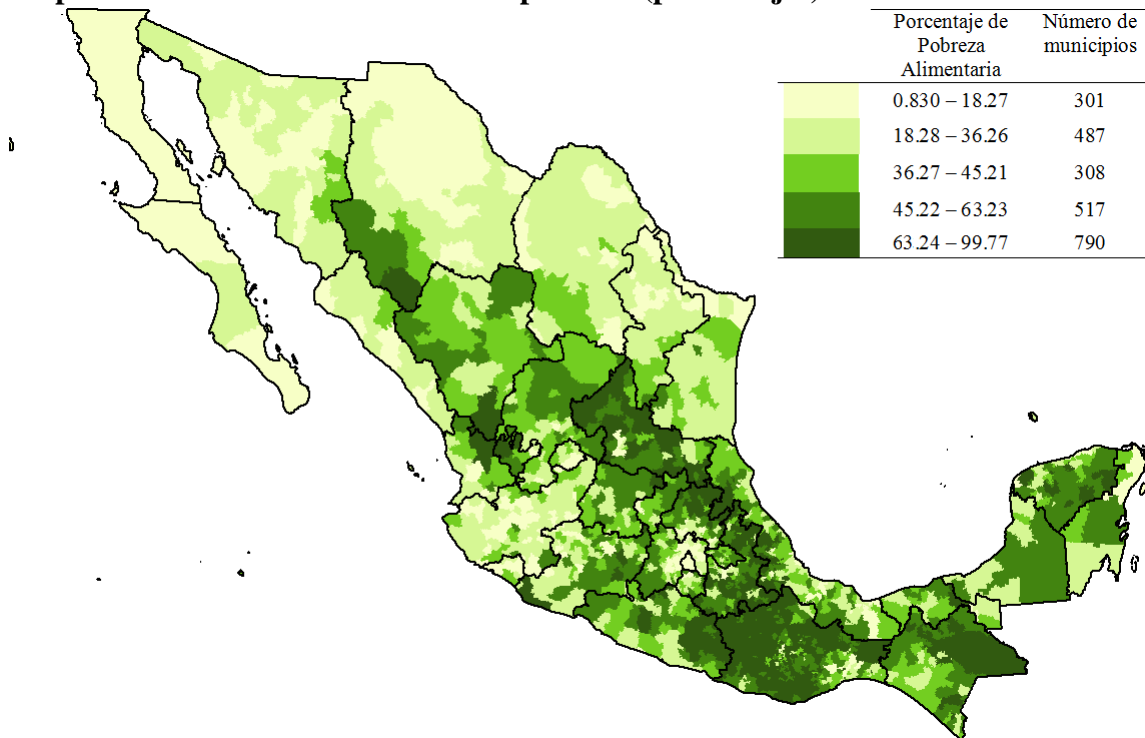 Porcentaje de Número de
Pobreza municipios
Alimentaria
0.830 – 18.27 301
18.28 – 36.26 487
36.27 – 45.21 308
45.22 – 63.23 517
63.24 – 99.77 790